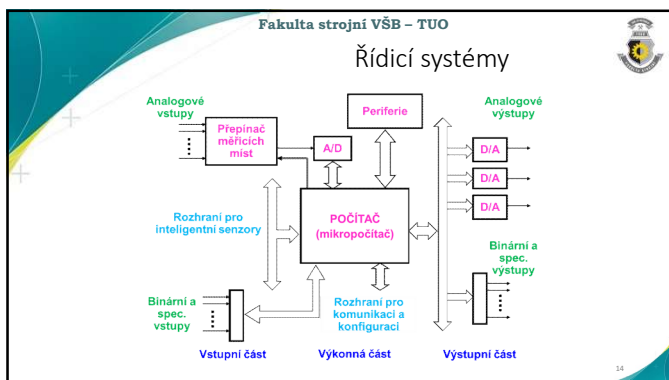 Fakulta strojní VŠB – TUO
Řídicí systémy
Analogové
vstupy
Přepínač
měřicích
míst
A/D
Periferie
Analogové
výstupy
D/A
D/A
D/A
Rozhraní pro
inteligentní senzory
POČÍTAČ
(mikropočítač)
Binární a
spec.
výstupy
Binární a
spec.
vstupy
Rozhraní pro
komunikaci a
konfiguraci
Vstupní část
Výkonná část
Výstupní část
14